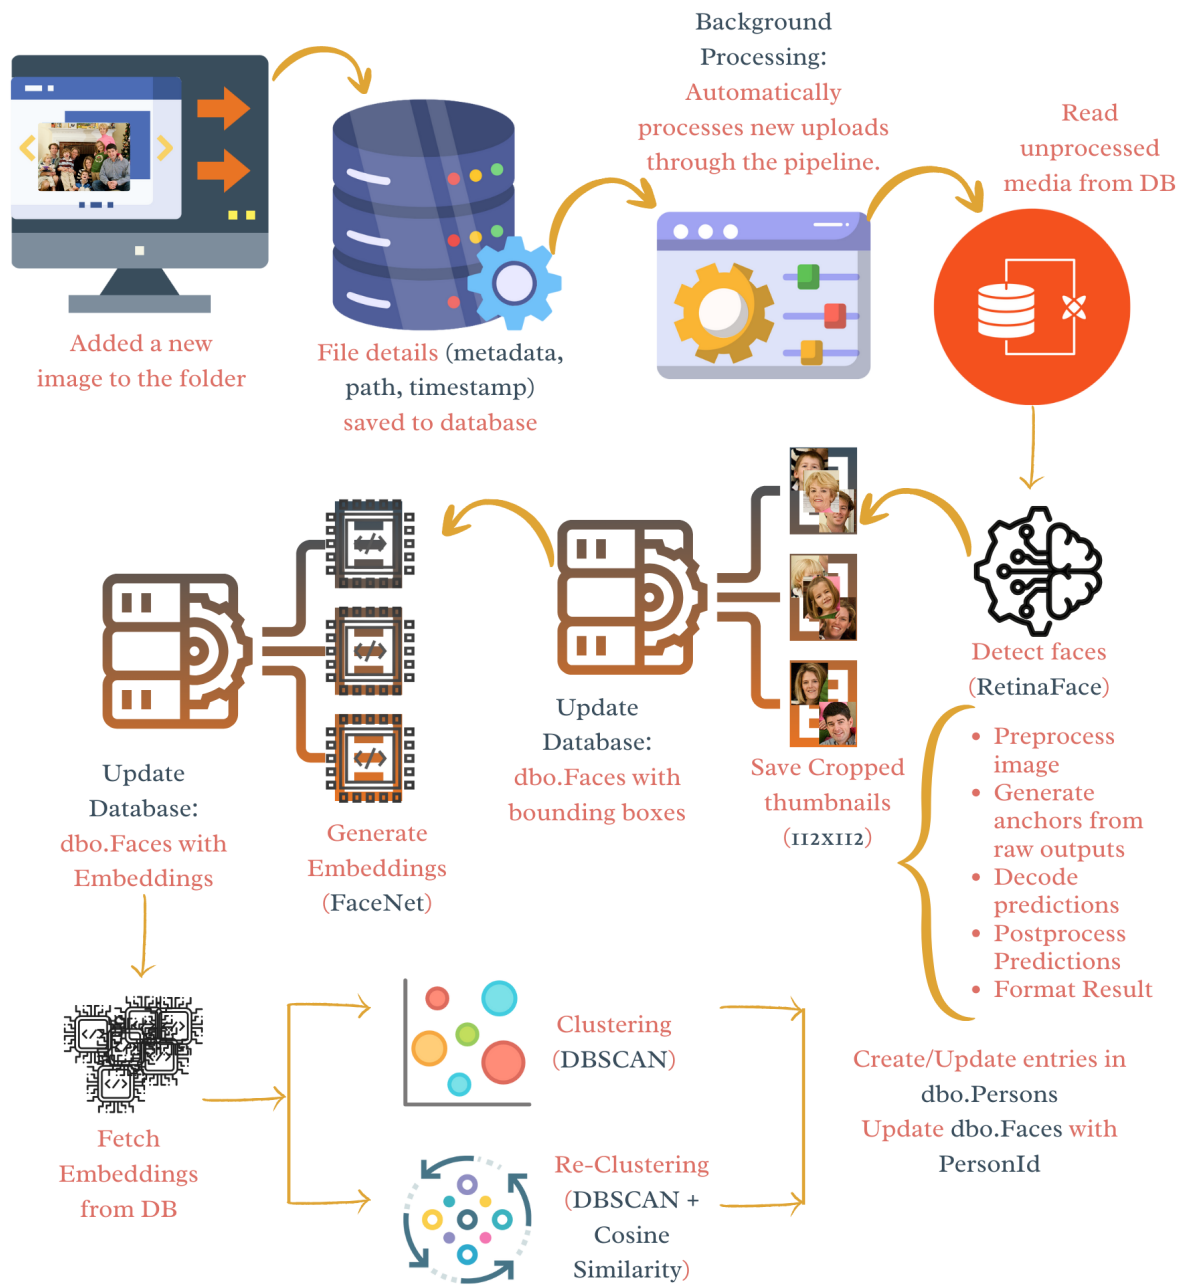 Added a new
image to the folder
File details (metadata,
path, timestamp)
saved to database
Background
Processing:
Automatically
processes new uploads
through the pipeline.
Read
unprocessed
media from DB
Detect faces
(RetinaFace)
• Preprocess
image
• Generate
anchors from
raw outputs
• Decode
predictions
• Postprocess
Predictions
• Format Result
Save Cropped
thumbnails
(112X112)
Update
Database:
dbo.Faces with
bounding boxes
Generate
Embeddings
(FaceNet)
Update
Database:
dbo.Faces with
Embeddings
Fetch
Embeddings
from DB
Clustering
(DBSCAN)
Re-Clustering
(DBSCAN +
Cosine
Similarity)
Create/Update entries in
dbo.Persons
Update dbo.Faces with
PersonId